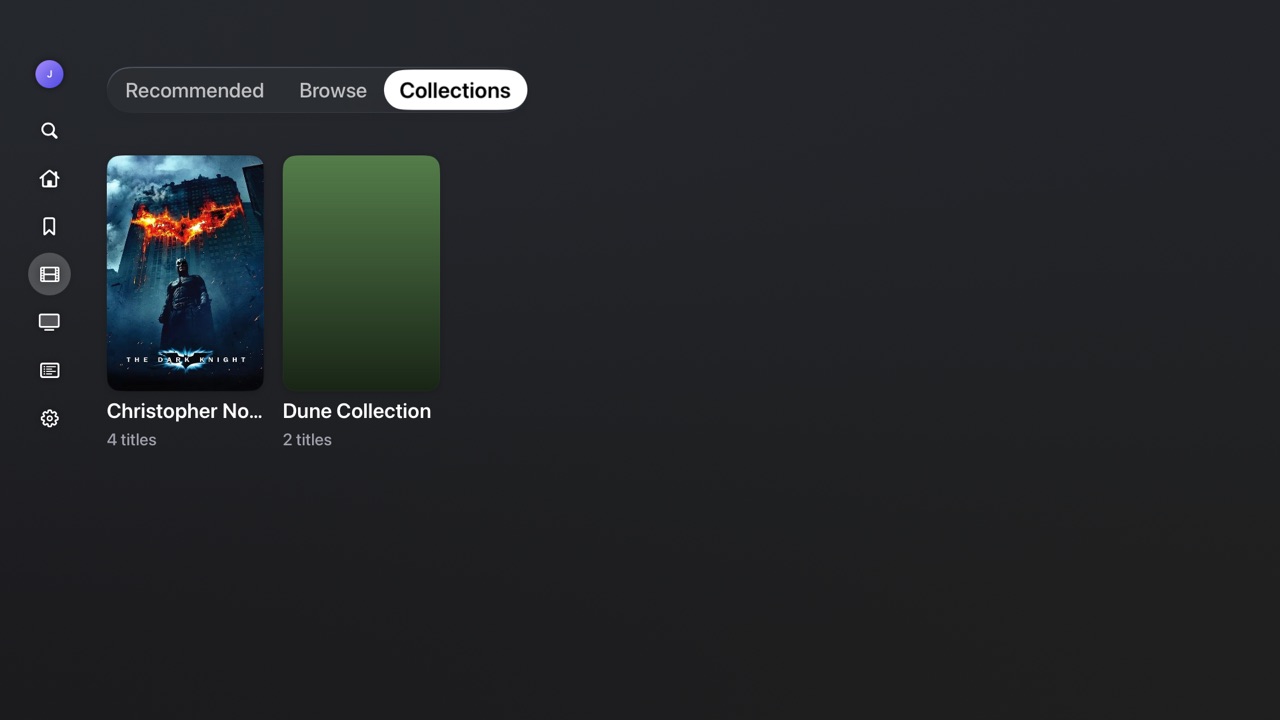 J
Recommended Browse Collections
THE DARK KNIGHT
Christopher No...
4 titles
Dune Collection
2 titles